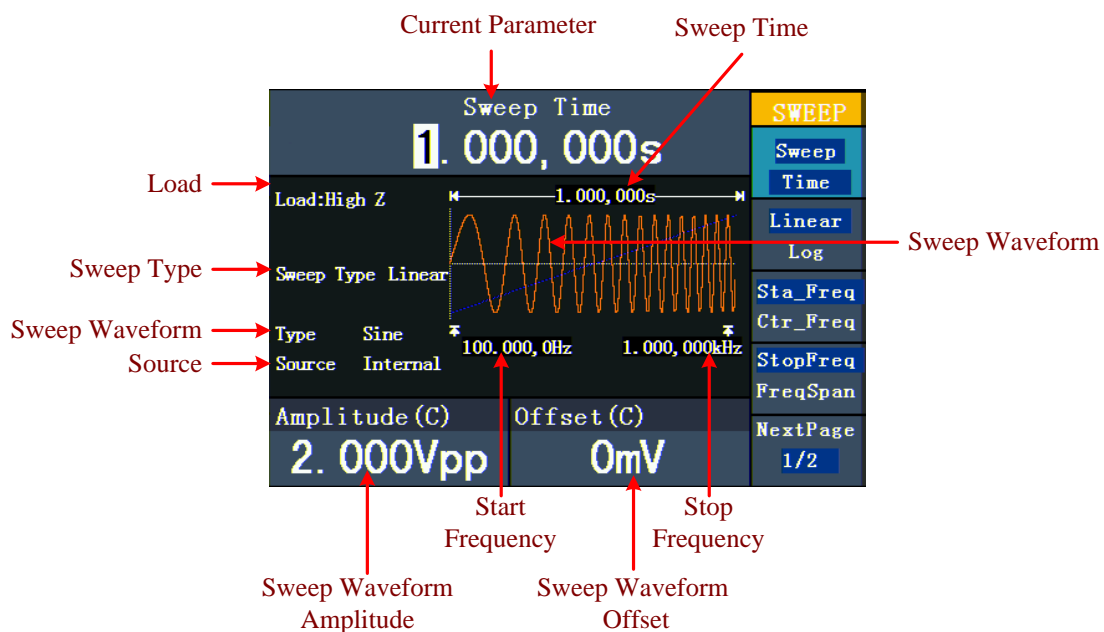 Current Parameter
Sweep Time
Sweep Time
1.000,000s
SWEEP
Sweep
Time
Load
Load:High Z
1.000,000s
Linear
Log
Sweep Waveform
Sweep Type
Sweep Type Linear
Sta_Freq
Ctr_Freq
Sweep Waveform
Type Sine
100.000,0Hz
1.000,000kHz
Source
Source Internal
StopFreq
FreqSpan
Amplitude(C)
Offset(C)
NextPage
1/2
2.000Vpp
0mV
Start
Frequency
Stop
Frequency
Sweep Waveform
Amplitude
Sweep Waveform
Offset